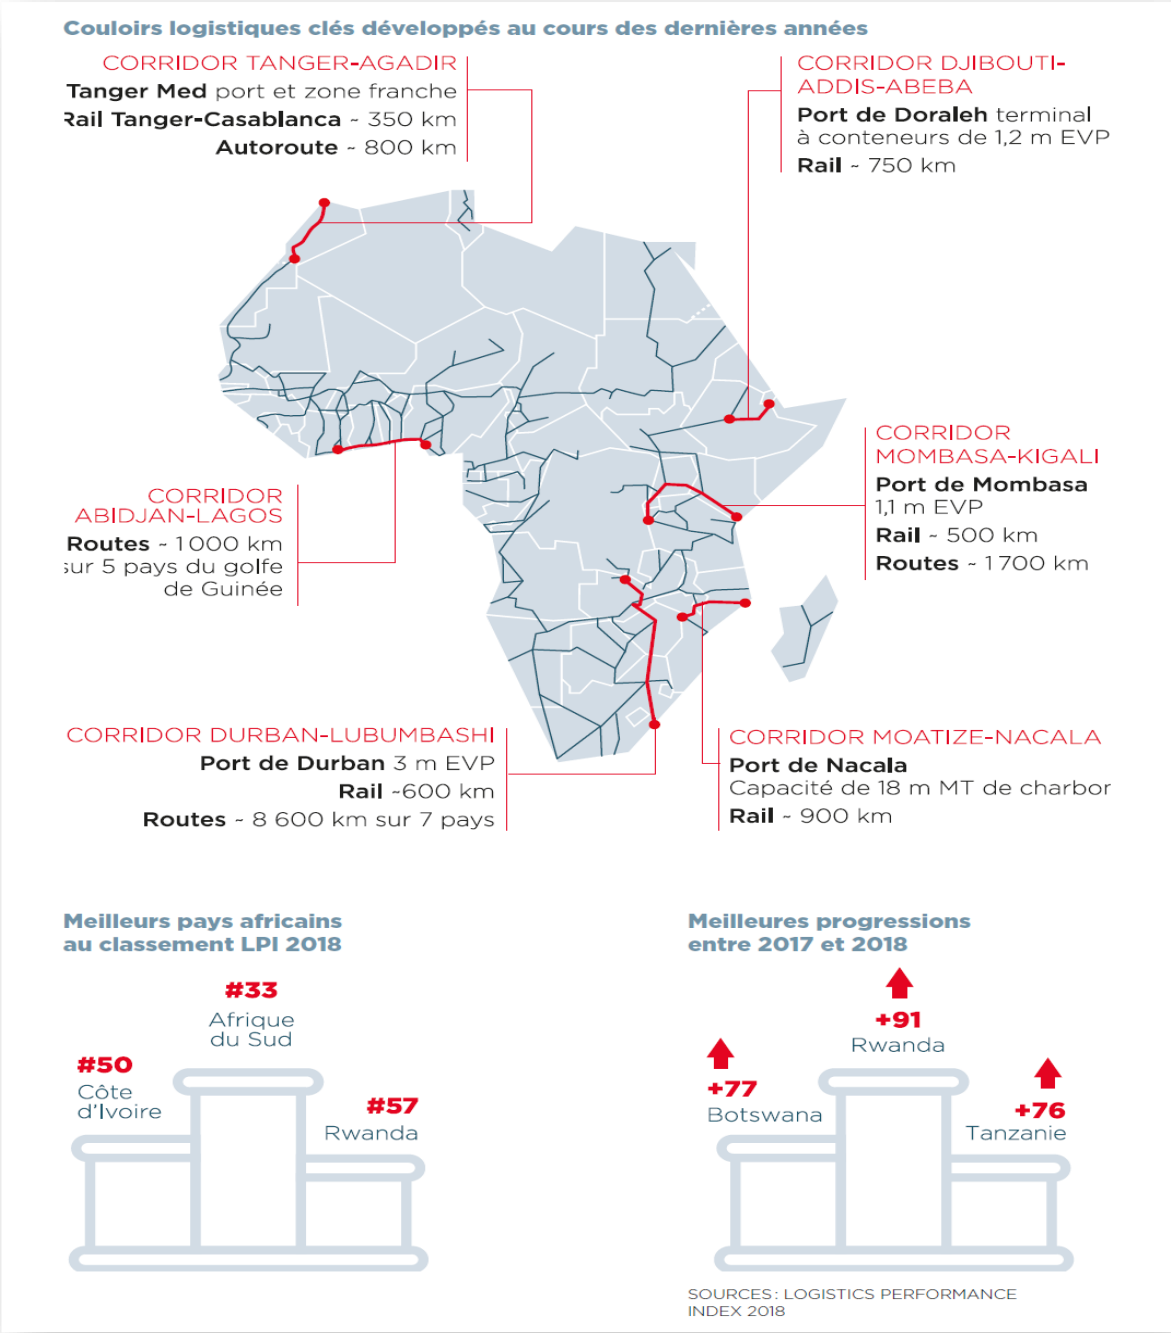 Couloirs logistiques clés développés au cours des dernières années
CORRIDOR TANGER-AGADIR
Tanger Med port et zone franche
Rail Tanger-Casablanca ~ 350 km
Autoroute ~ 800 km
CORRIDOR DJIBOUTI-
ADDIS-ABEBA
Port de Doraleh terminal
à conteneurs de 1,2 m EVP
Rail ~ 750 km
CORRIDOR
MOMBASA-KIGALI
Port de Mombasa
1,1 m EVP
Rail ~ 500 km
Routes ~ 1 700 km
CORRIDOR
ABIDJAN-LAGOS
Routes ~ 1 000 km
sur 5 pays du golfe
de Guinée
CORRIDOR DURBAN-LUBUMBASHI
Port de Durban 3 m EVP
Rail ~600 km
Routes ~ 8 600 km sur 7 pays
CORRIDOR MOATIZE-NACALA
Port de Nacala
Capacité de 18 m MT de charbor
Rail ~ 900 km
Meilleurs pays africains
au classement LPI 2018
#33
Afrique
du Sud
#50
Côte
d'Ivoire
#57
Rwanda
Meilleures progressions
entre 2017 et 2018
+91
Rwanda
+77
Botswana
+76
Tanzanie
SOURCES : LOGISTICS PERFORMANCE
INDEX 2018